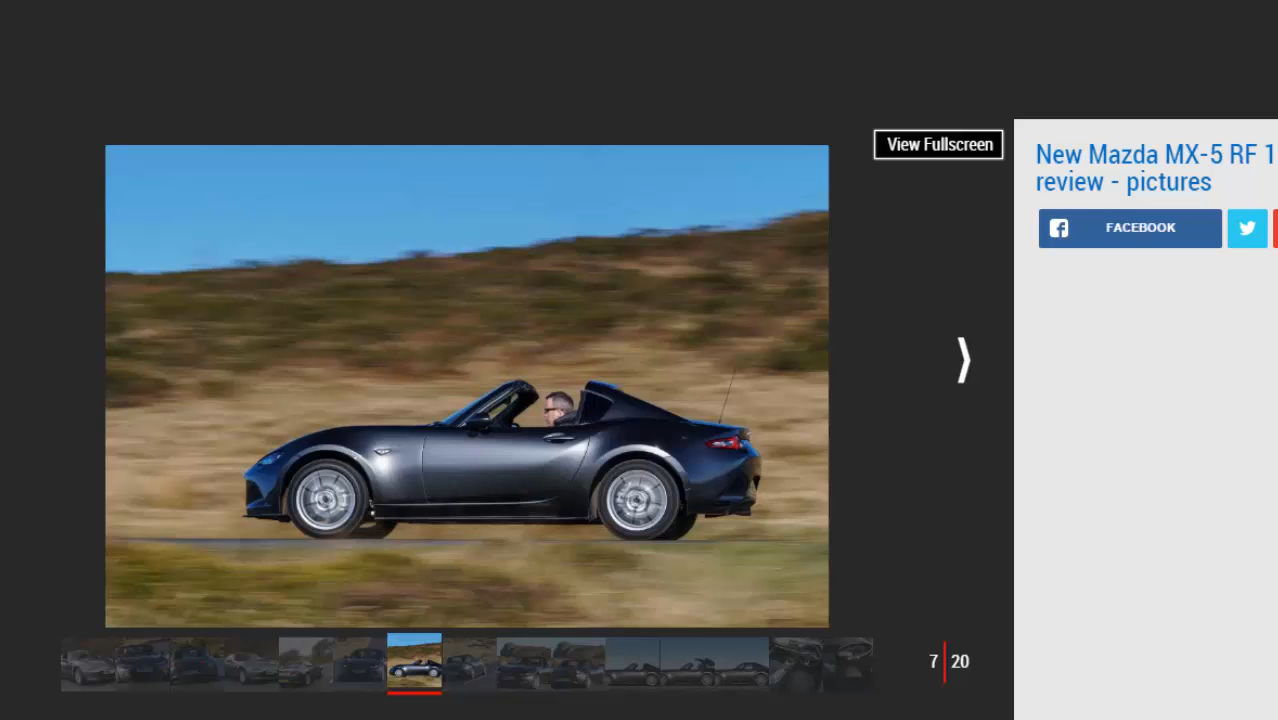 View Fullscreen
New Mazda MX-5 RF 1
review - pictures
FACEBOOK
7 20